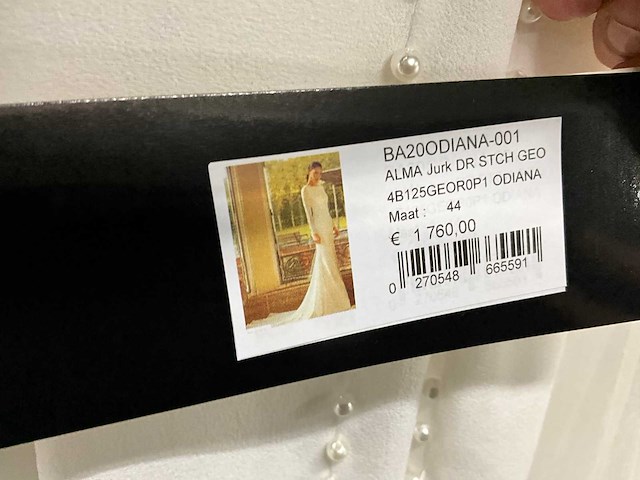 BA20ODIANA-001
ALMA Jurk DR STCH GEO
4B125GEOR0P1 ODIANA
Maat : 44
€ 1 760,00
0 270548 665591